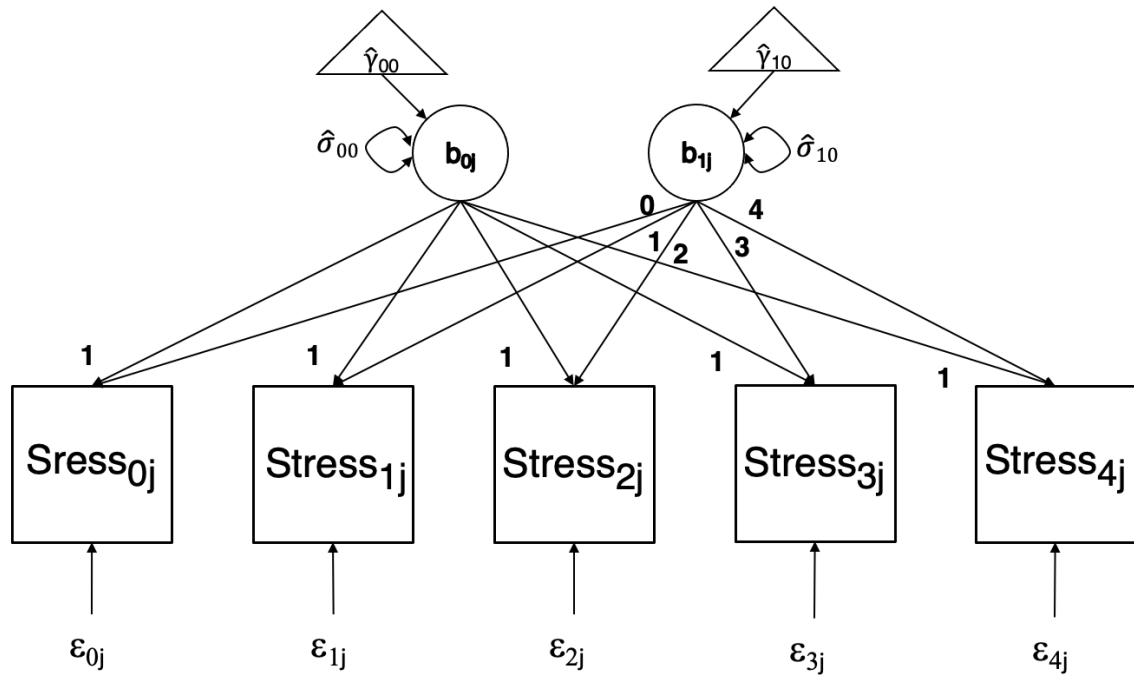 γ̂₀₀ γ̂₁₀
σ̂₀₀ b₀ⱼ b₁ⱼ σ̂₁₀
0 4
1 2 3
1 1 1 1 1
Sress₀ⱼ Stress₁ⱼ Stress₂ⱼ Stress₃ⱼ Stress₄ⱼ
ε₀ⱼ ε₁ⱼ ε₂ⱼ ε₃ⱼ ε₄ⱼ